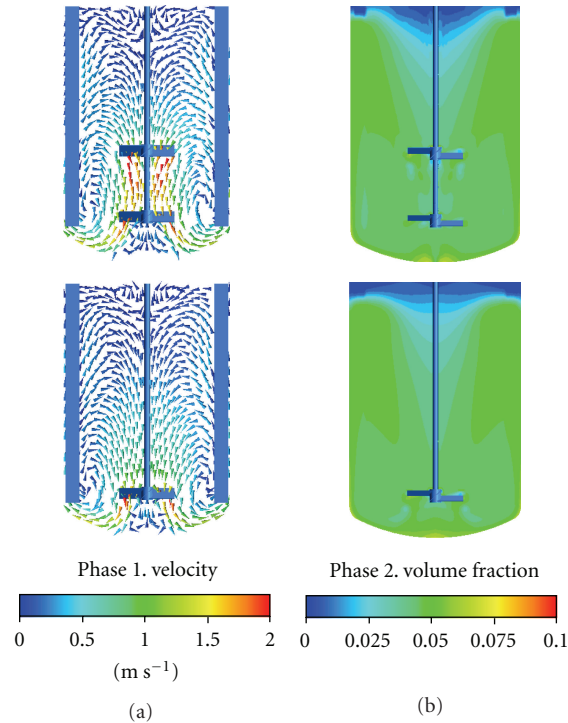 Phase 1. velocity
0 0.5 1 1.5 2
(m s⁻¹)
(a)
Phase 2. volume fraction
0 0.025 0.05 0.075 0.1
(b)